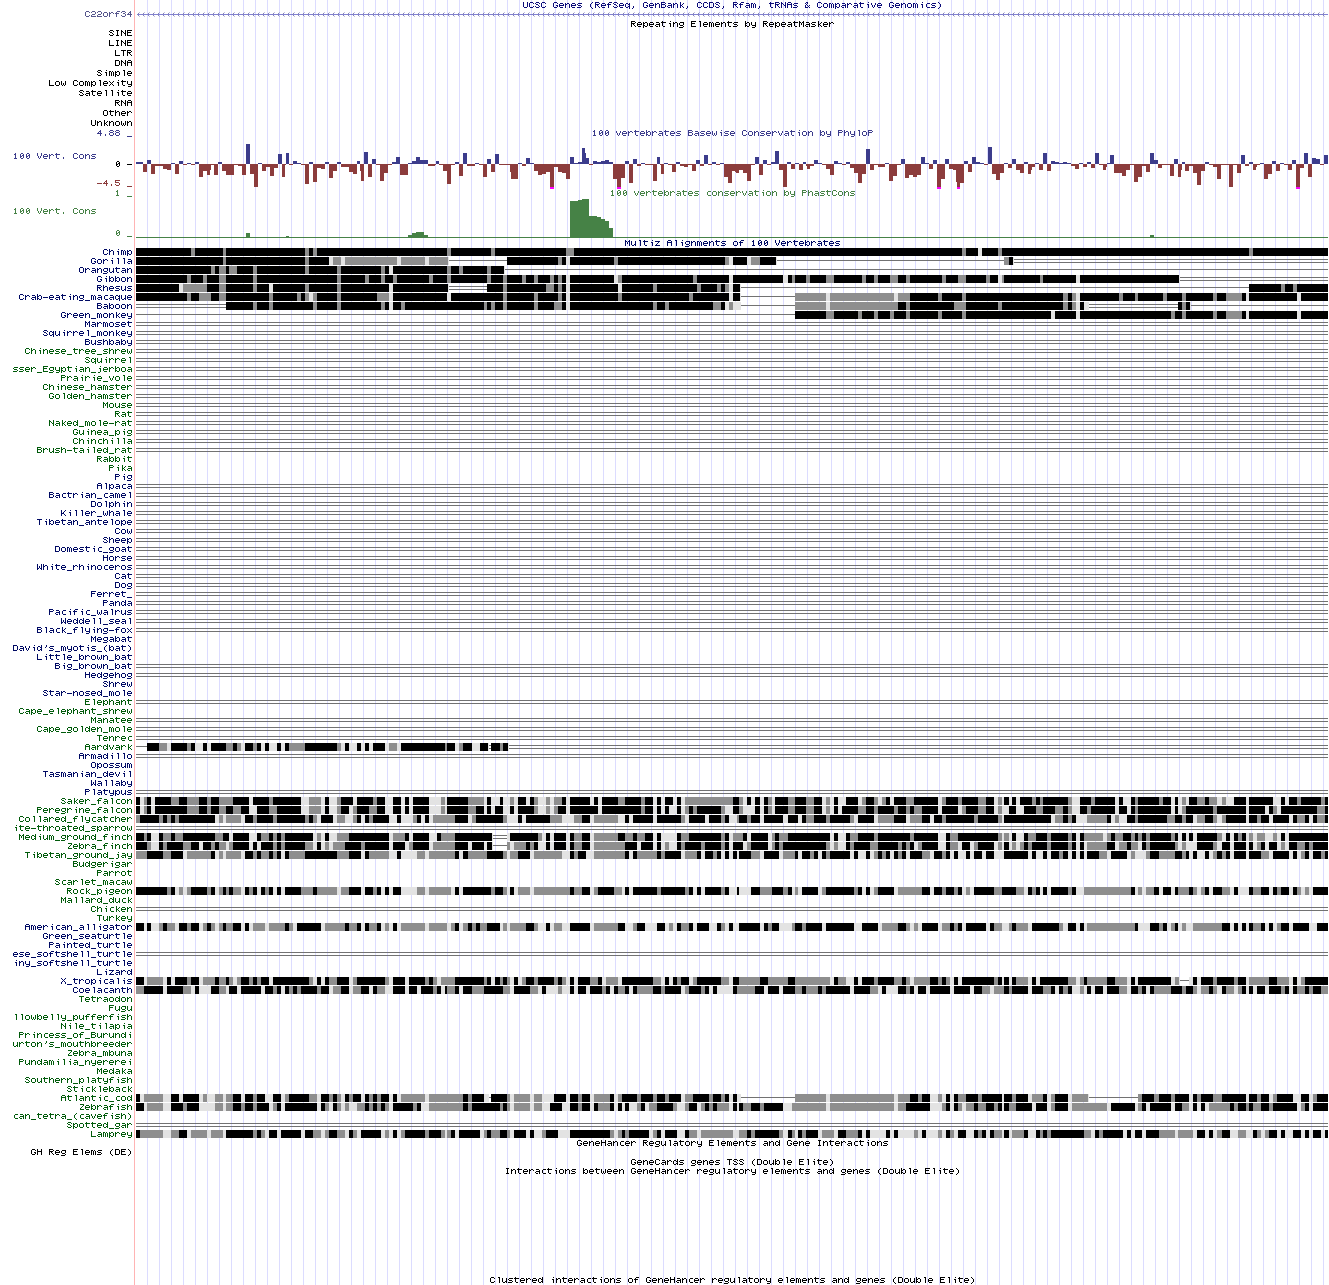 UCSC Genes (RefSeq, GenBank, CCDS, Rfam, tRNAs & Comparative Genomics)
C22orf34
Repeating Elements by RepeatMasker
SINE
LINE
LTR
DNA
Simple
Low Complexity
Satellite
RNA
Other
Unknown
4.88 _
100 vertebrates Basewise Conservation by PhyloP
100 Vert. Cons
0 -
-4.5 _
1 _
100 vertebrates conservation by PhastCons
100 Vert. Cons
0 _
Multiz Alignments of 100 Vertebrates
Chimp
Gorilla
Orangutan
Gibbon
Rhesus
Crab-eating_macaque
Baboon
Green_monkey
Marmoset
Squirrel_monkey
Bushbaby
Chinese_tree_shrew
Squirrel
sser_Egyptian_jerboa
Prairie_vole
Chinese_hamster
Golden_hamster
Mouse
Rat
Naked_mole-rat
Guinea_pig
Chinchilla
Brush-tailed_rat
Rabbit
Pika
Pig
Alpaca
Bactrian_camel
Dolphin
Killer_whale
Tibetan_antelope
Cow
Sheep
Domestic_goat
Horse
White_rhinoceros
Cat
Dog
Ferret_
Panda
Pacific_walrus
Weddell_seal
Black_flying-fox
Megabat
David's_myotis_(bat)
Little_brown_bat
Big_brown_bat
Hedgehog
Shrew
Star-nosed_mole
Elephant
Cape_elephant_shrew
Manatee
Cape_golden_mole
Tenrec
Aardvark
Armadillo
Opossum
Tasmanian_devil
Wallaby
Platypus
Saker_falcon
Peregrine_falcon
Collared_flycatcher
ite-throated_sparrow
Medium_ground_finch
Zebra_finch
Tibetan_ground_jay
Budgerigar
Parrot
Scarlet_macaw
Rock_pigeon
Mallard_duck
Chicken
Turkey
American_alligator
Green_seaturtle
Painted_turtle
ese_softshell_turtle
iny_softshell_turtle
Lizard
X_tropicalis
Coelacanth
Tetraodon
Fugu
llowbelly_pufferfish
Nile_tilapia
Princess_of_Burundi
urton's_mouthbreeder
Zebra_mbuna
Pundamilia_nyererei
Medaka
Southern_platyfish
Stickleback
Atlantic_cod
Zebrafish
can_tetra_(cavefish)
Spotted_gar
Lamprey
GeneHancer Regulatory Elements and Gene Interactions
GH Reg Elems (DE)
GeneCards genes TSS (Double Elite)
Interactions between GeneHancer regulatory elements and genes (Double Elite)
Clustered interactions of GeneHancer regulatory elements and genes (Double Elite)